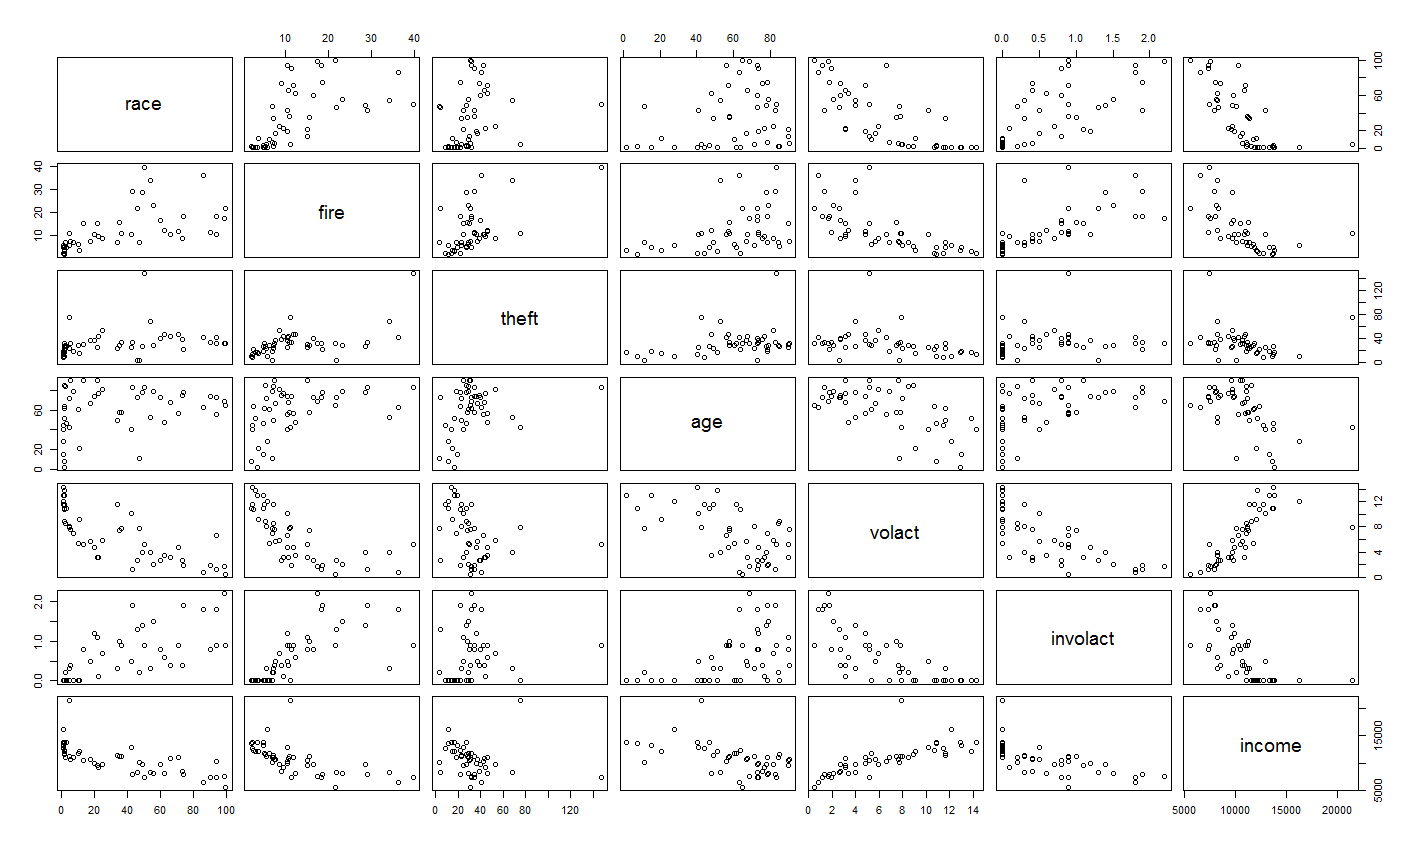 10 20 30 40
0 20 40 60 80
0.0 0.5 1.0 1.5 2.0
race
0 20 60 100
10 20 30 40
fire
theft
0 40 80 140
0 20 60
age
volact
0 4 8 12
0.0 1.0 2.0
involact
income
5000 15000
0 20 40 60 80 100
0 20 40 60 80 120
0 2 4 6 8 10 12 14
5000 10000 15000 20000